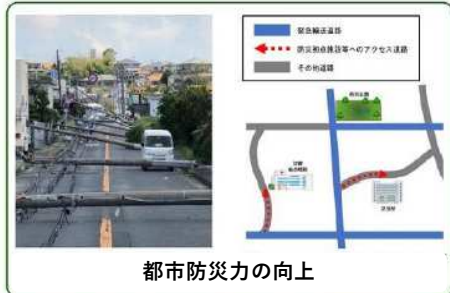 緊急輸送道路
防災拠点施設等へのアクセス道路
その他道路
都市防災力の向上